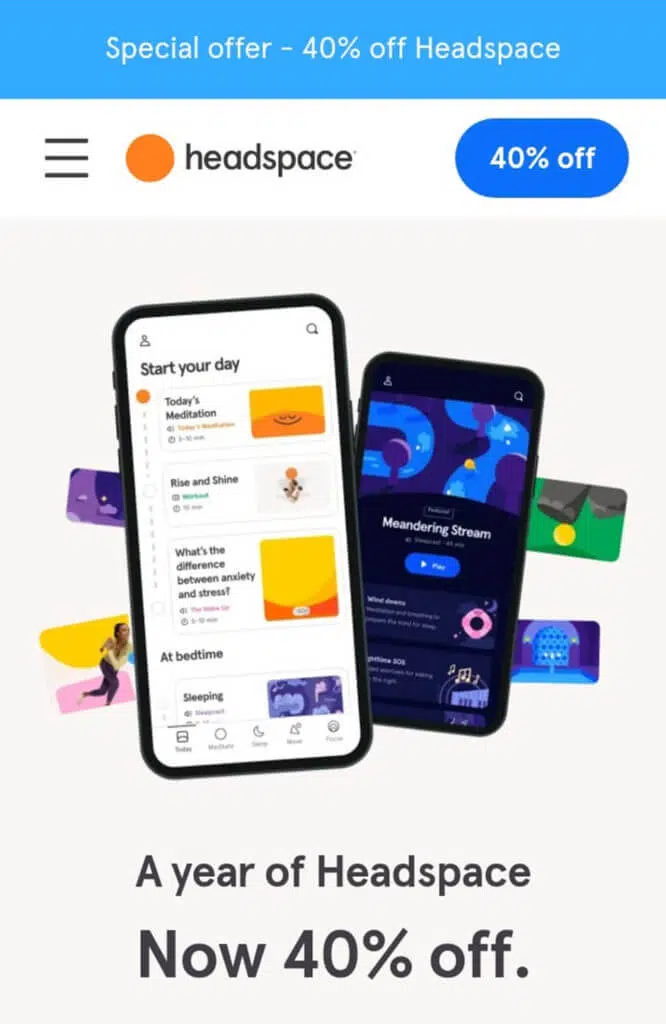 Special offer - 40% off Headspace
headspace
40% off
Start your day
Today's
Meditation
Today's Meditation
3-10 min
Rise and Shine
Workout
10 min
What's the
difference
between anxiety
and stress?
The Wake Up
5-10 min
At bedtime
Sleeping
Sleepcast
Today
Meditate
Sleep
Move
Focus
Featured
Meandering Stream
Sleepcast - 45 min
Play
Wind downs
Meditation and breathing to
prepare the mind for sleep
Nighttime SOS
A year of Headspace
Now 40% off.